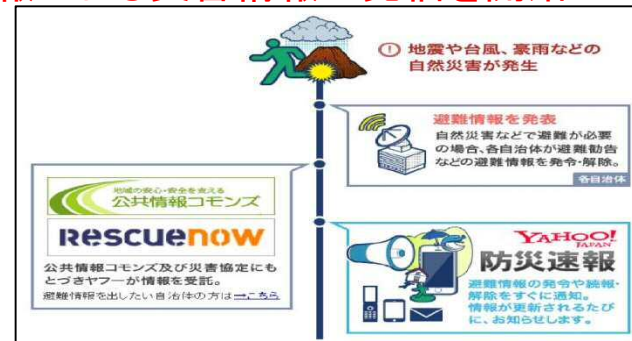 ① 地震や台風、豪雨などの
自然災害が発生
避難情報を発表
自然災害などで避難が必要
の場合、各自治体が避難勧告
などの避難情報を発令・解除。
各自治体
地域の安心・安全を支える
公共情報コモンズ
RescueNow
公共情報コモンズ及び災害協定にも
とづきヤフーが情報を受託。
避難情報を出したい自治体の方は→こちら
YAHOO!
JAPAN
防災速報
避難情報の発令や続報・
解除をすぐに通知。
情報が更新されるたび
に、お知らせします。